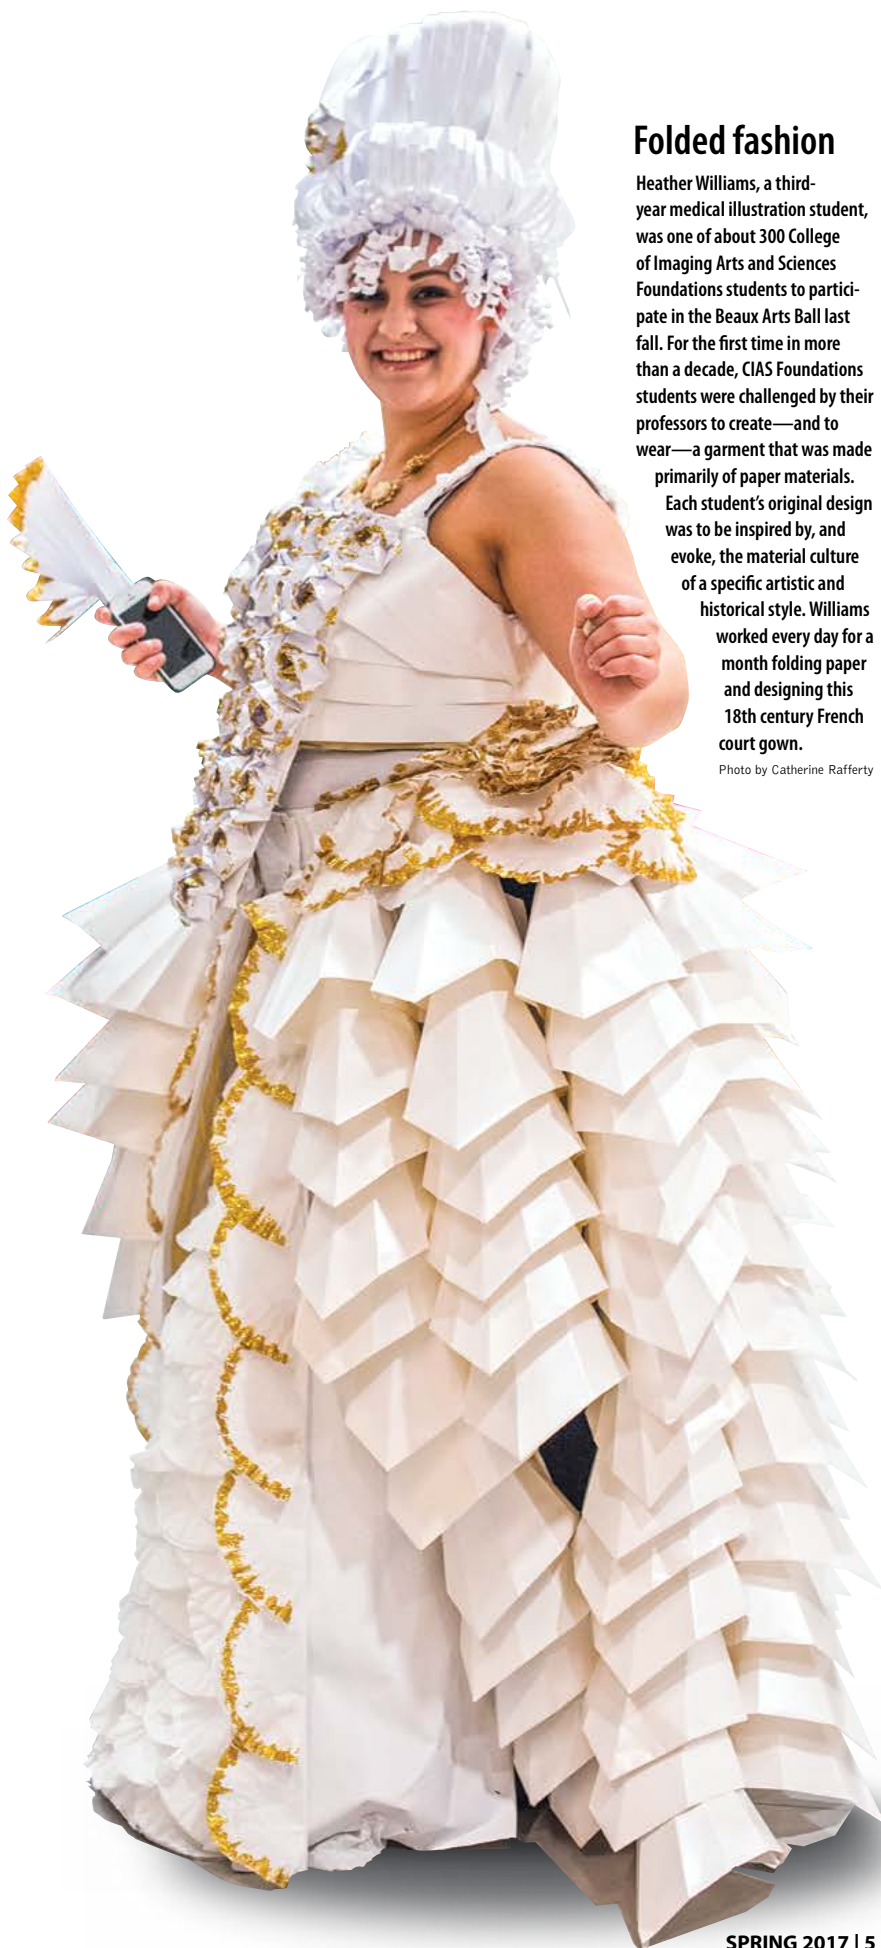 Folded fashion
Heather Williams, a third-
year medical illustration student,
was one of about 300 College
of Imaging Arts and Sciences
Foundations students to partici-
pate in the Beaux Arts Ball last
fall. For the first time in more
than a decade, CIAS Foundations
students were challenged by their
professors to create—and to
wear—a garment that was made
primarily of paper materials.
Each student’s original design
was to be inspired by, and
evoke, the material culture
of a specific artistic and
historical style. Williams
worked every day for a
month folding paper
and designing this
18th century French
court gown.
Photo by Catherine Rafferty
SPRING 2017 | 5